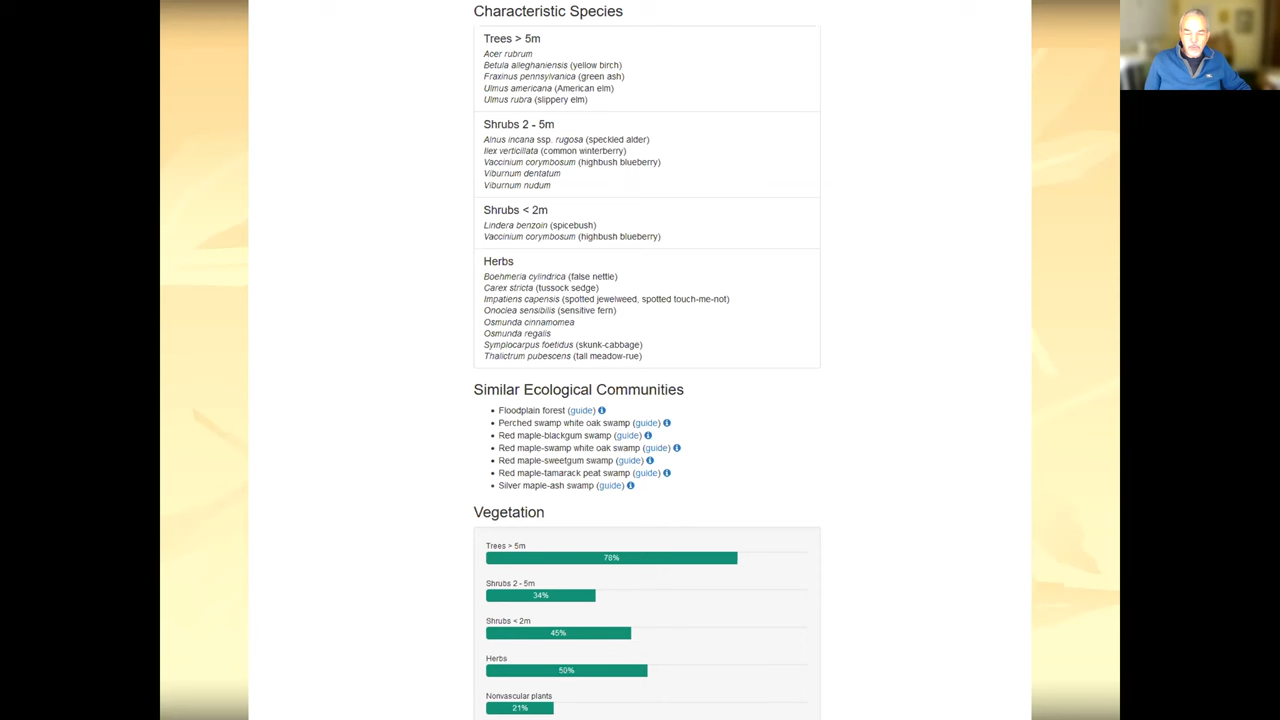 Characteristic Species
Trees > 5m
Acer rubrum
Betula alleghaniensis (yellow birch)
Fraxinus pennsylvanica (green ash)
Ulmus americana (American elm)
Ulmus rubra (slippery elm)
Shrubs 2 - 5m
Alnus incana ssp. rugosa (speckled alder)
Ilex verticillata (common winterberry)
Vaccinium corymbosum (highbush blueberry)
Viburnum dentatum
Viburnum nudum
Shrubs < 2m
Lindera benzoin (spicebush)
Vaccinium corymbosum (highbush blueberry)
Herbs
Boehmeria cylindrica (false nettle)
Carex stricta (tussock sedge)
Impatiens capensis (spotted jewelweed, spotted touch-me-not)
Onoclea sensibilis (sensitive fern)
Osmunda cinnamomea
Osmunda regalis
Symplocarpus foetidus (skunk-cabbage)
Thalictrum pubescens (tall meadow-rue)
Similar Ecological Communities
• Floodplain forest (guide)
• Perched swamp white oak swamp (guide)
• Red maple-blackgum swamp (guide)
• Red maple-swamp white oak swamp (guide)
• Red maple-sweetgum swamp (guide)
• Red maple-tamarack peat swamp (guide)
• Silver maple-ash swamp (guide)
Vegetation
Trees > 5m
78%
Shrubs 2 - 5m
34%
Shrubs < 2m
45%
Herbs
50%
Nonvascular plants
21%